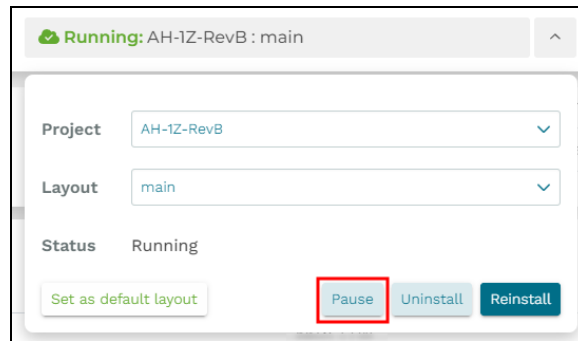 Running: AH-1Z-RevB : main
Project AH-1Z-RevB
Layout main
Status Running
Set as default layout Pause Uninstall Reinstall